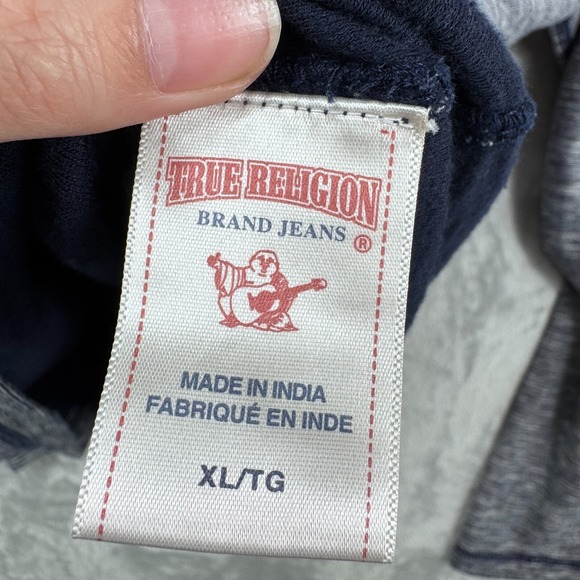 TRUE RELIGION
BRAND JEANS ®
MADE IN INDIA
FABRIQUÉ EN INDE
XL/TG